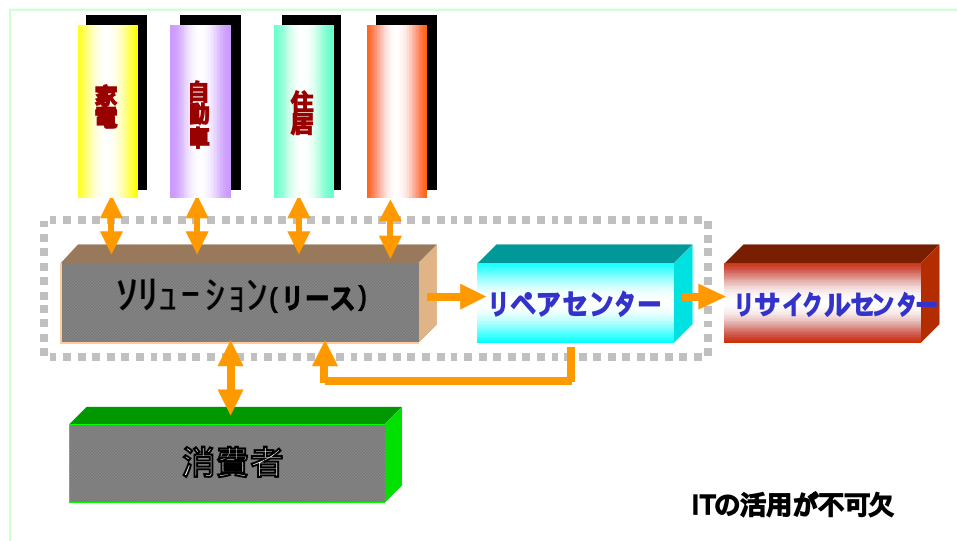 家電
自動車
住居
ソリューション(リース)
リペアセンター
リサイクルセンター
消費者
ITの活用が不可欠